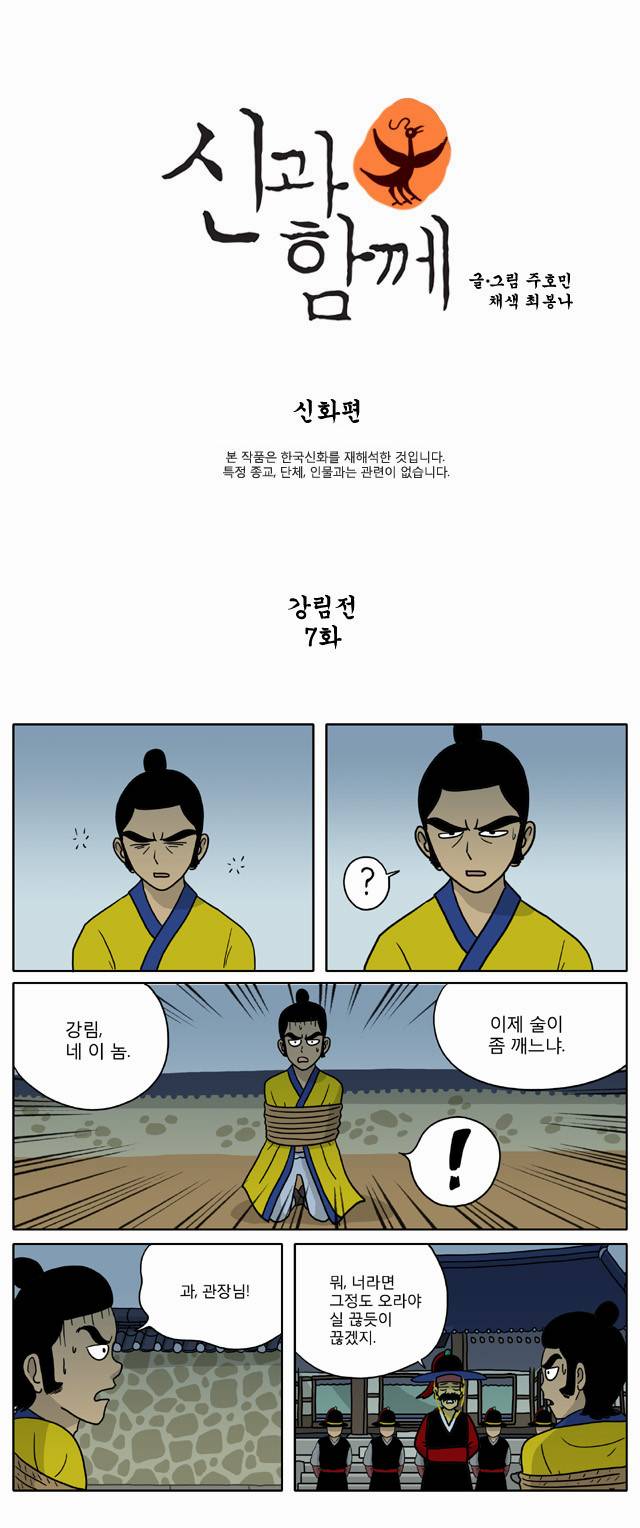 신과
함께
글·그림 주호민
채색 최봉나
신화편
본 작품은 한국신화를 재해석한 것입니다.
특정 종교, 단체, 인물과는 관련이 없습니다.
강림전
7화
?
강림,
네 이 놈.
이제 술이
좀 깨느냐.
!
과, 관장님!
뭐, 너라면
그정도 오라야
실 끊듯이
끊겠지.